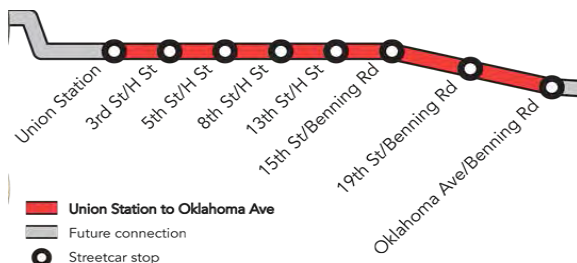 Union Station
3rd St/H St
5th St/H St
8th St/H St
13th St/H St
15th St/Benning Rd
19th St/Benning Rd
Oklahoma Ave/Benning Rd
Union Station to Oklahoma Ave
Future connection
Streetcar stop